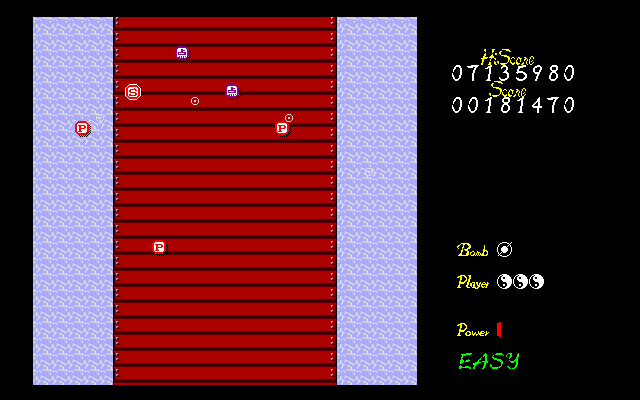 HiScore
07135980
Score
00181470
S
P
P
P
Bomb
Player
Power
EASY